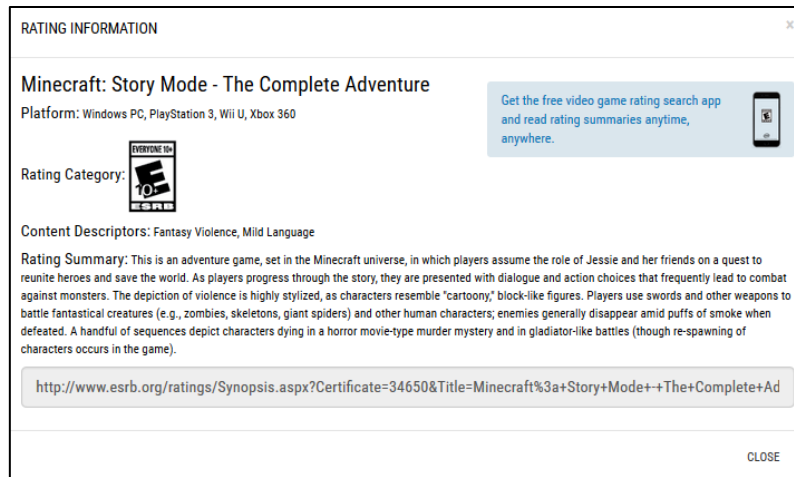 RATING INFORMATION
×
Minecraft: Story Mode - The Complete Adventure
Platform: Windows PC, PlayStation 3, Wii U, Xbox 360
Get the free video game rating search app
and read rating summaries anytime,
anywhere.
Rating Category:
EVERYONE 10+
E
10+
ESRB
Content Descriptors: Fantasy Violence, Mild Language
Rating Summary: This is an adventure game, set in the Minecraft universe, in which players assume the role of Jessie and her friends on a quest to
reunite heroes and save the world. As players progress through the story, they are presented with dialogue and action choices that frequently lead to combat
against monsters. The depiction of violence is highly stylized, as characters resemble "cartoony," block-like figures. Players use swords and other weapons to
battle fantastical creatures (e.g., zombies, skeletons, giant spiders) and other human characters; enemies generally disappear amid puffs of smoke when
defeated. A handful of sequences depict characters dying in a horror movie-type murder mystery and in gladiator-like battles (though re-spawning of
characters occurs in the game).
http://www.esrb.org/ratings/Synopsis.aspx?Certificate=34650&Title=Minecraft%3a+Story+Mode+-+The+Complete+Ad
CLOSE